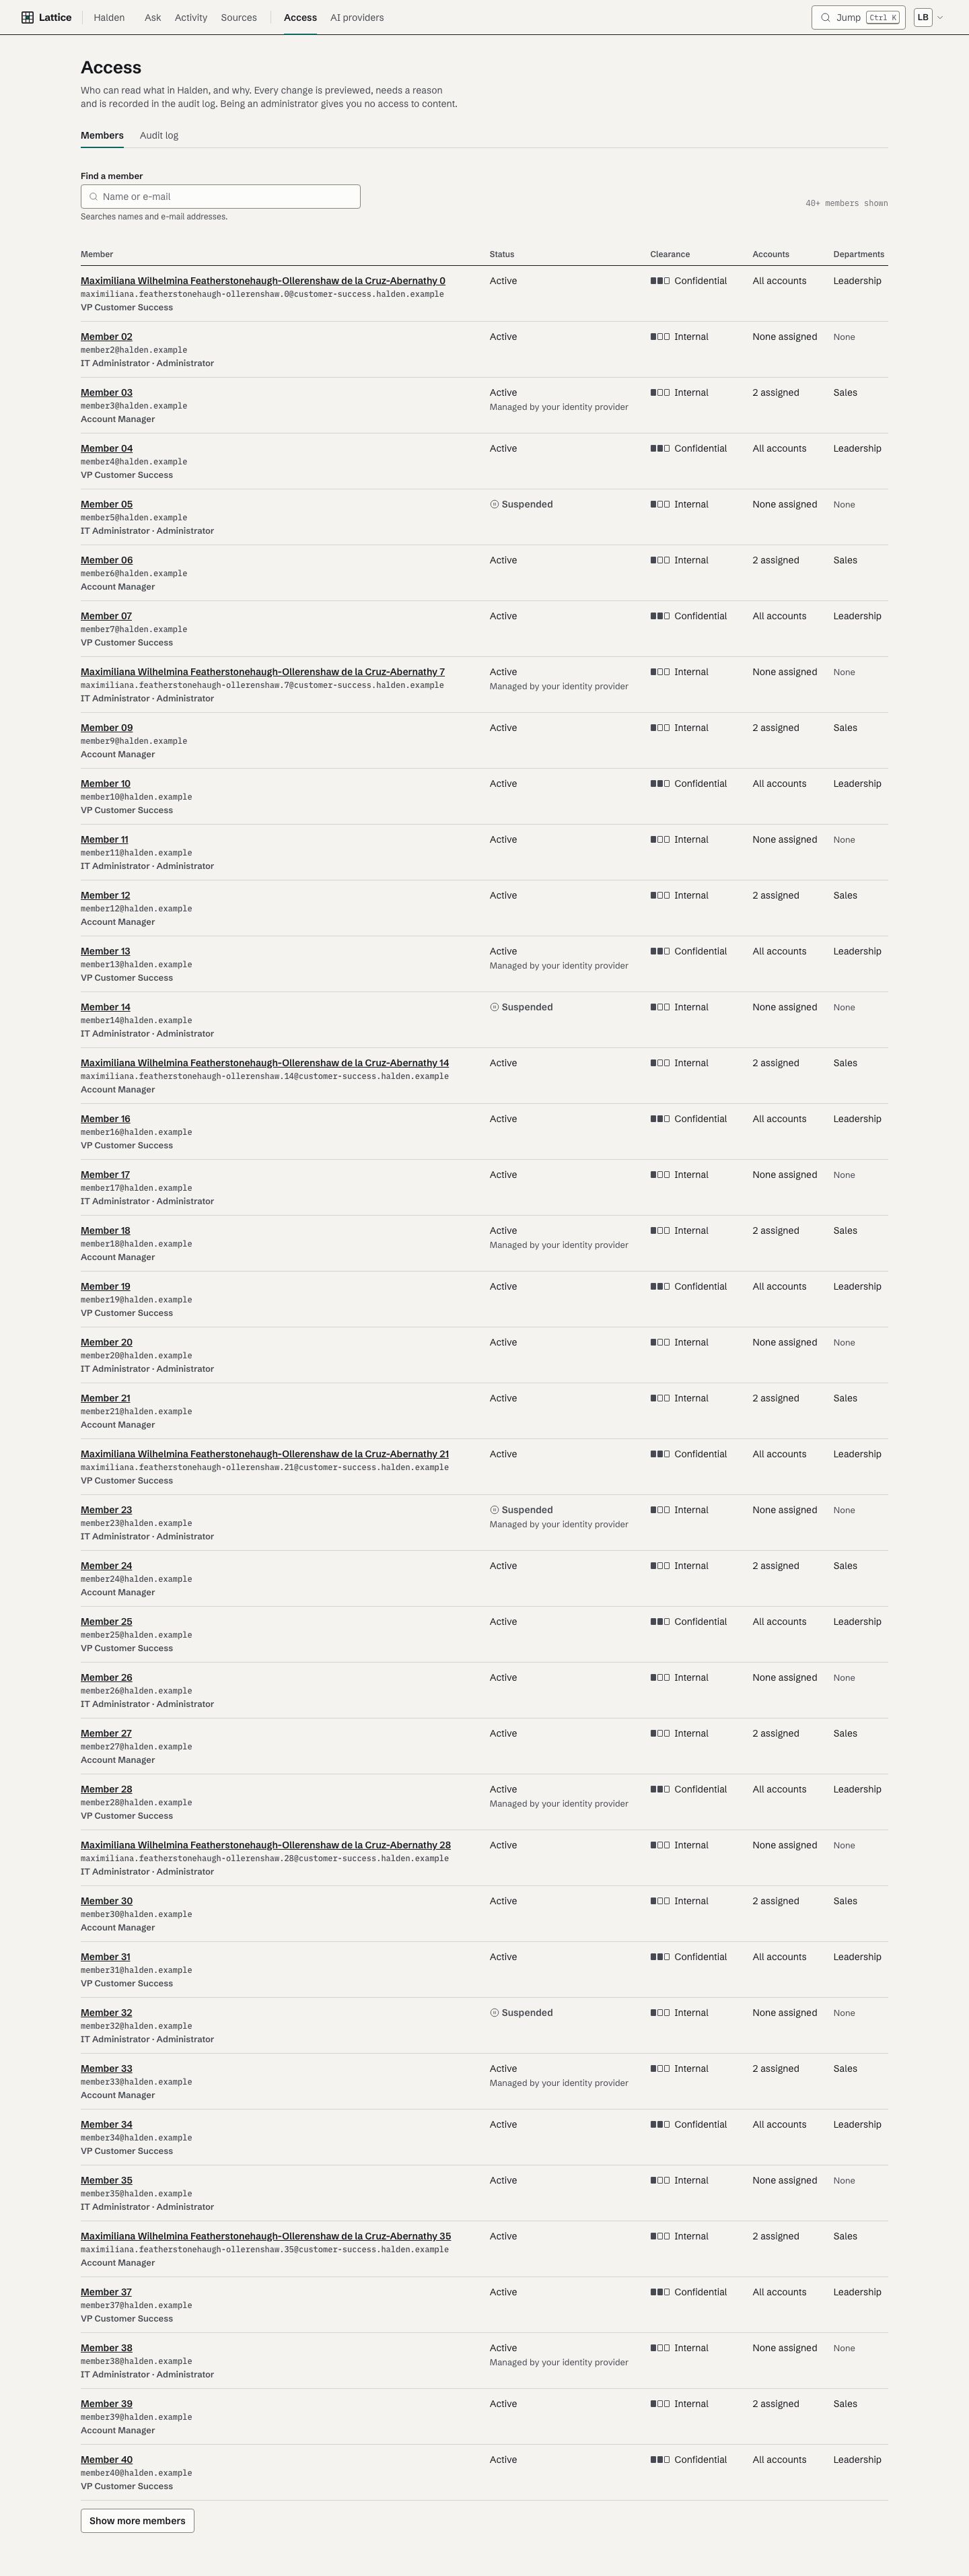 Lattice Halden Ask Activity Sources Access AI providers Jump Ctrl K LB
Access
Who can read what in Halden, and why. Every change is previewed, needs a reason
and is recorded in the audit log. Being an administrator gives you no access to content.
Members Audit log
Find a member
Name or e-mail
40+ members shown
Searches names and e-mail addresses.
Member Status Clearance Accounts Departments
Maximiliana Wilhelmina Featherstonehaugh-Ollerenshaw de la Cruz-Abernathy 0 Active Confidential All accounts Leadership
maximiliana.featherstonehaugh-ollerenshaw.0@customer-success.halden.example
VP Customer Success
Member 02 Active Internal None assigned None
member2@halden.example
IT Administrator · Administrator
Member 03 Active Internal 2 assigned Sales
member3@halden.example Managed by your identity provider
Account Manager
Member 04 Active Confidential All accounts Leadership
member4@halden.example
VP Customer Success
Member 05 Suspended Internal None assigned None
member5@halden.example
IT Administrator · Administrator
Member 06 Active Internal 2 assigned Sales
member6@halden.example
Account Manager
Member 07 Active Confidential All accounts Leadership
member7@halden.example
VP Customer Success
Maximiliana Wilhelmina Featherstonehaugh-Ollerenshaw de la Cruz-Abernathy 7 Active Internal None assigned None
maximiliana.featherstonehaugh-ollerenshaw.7@customer-success.halden.example Managed by your identity provider
IT Administrator · Administrator
Member 09 Active Internal 2 assigned Sales
member9@halden.example
Account Manager
Member 10 Active Confidential All accounts Leadership
member10@halden.example
VP Customer Success
Member 11 Active Internal None assigned None
member11@halden.example
IT Administrator · Administrator
Member 12 Active Internal 2 assigned Sales
member12@halden.example
Account Manager
Member 13 Active Confidential All accounts Leadership
member13@halden.example Managed by your identity provider
VP Customer Success
Member 14 Suspended Internal None assigned None
member14@halden.example
IT Administrator · Administrator
Maximiliana Wilhelmina Featherstonehaugh-Ollerenshaw de la Cruz-Abernathy 14 Active Internal 2 assigned Sales
maximiliana.featherstonehaugh-ollerenshaw.14@customer-success.halden.example
Account Manager
Member 16 Active Confidential All accounts Leadership
member16@halden.example
VP Customer Success
Member 17 Active Internal None assigned None
member17@halden.example
IT Administrator · Administrator
Member 18 Active Internal 2 assigned Sales
member18@halden.example Managed by your identity provider
Account Manager
Member 19 Active Confidential All accounts Leadership
member19@halden.example
VP Customer Success
Member 20 Active Internal None assigned None
member20@halden.example
IT Administrator · Administrator
Member 21 Active Internal 2 assigned Sales
member21@halden.example
Account Manager
Maximiliana Wilhelmina Featherstonehaugh-Ollerenshaw de la Cruz-Abernathy 21 Active Confidential All accounts Leadership
maximiliana.featherstonehaugh-ollerenshaw.21@customer-success.halden.example
VP Customer Success
Member 23 Suspended Internal None assigned None
member23@halden.example Managed by your identity provider
IT Administrator · Administrator
Member 24 Active Internal 2 assigned Sales
member24@halden.example
Account Manager
Member 25 Active Confidential All accounts Leadership
member25@halden.example
VP Customer Success
Member 26 Active Internal None assigned None
member26@halden.example
IT Administrator · Administrator
Member 27 Active Internal 2 assigned Sales
member27@halden.example
Account Manager
Member 28 Active Confidential All accounts Leadership
member28@halden.example Managed by your identity provider
VP Customer Success
Maximiliana Wilhelmina Featherstonehaugh-Ollerenshaw de la Cruz-Abernathy 28 Active Internal None assigned None
maximiliana.featherstonehaugh-ollerenshaw.28@customer-success.halden.example
IT Administrator · Administrator
Member 30 Active Internal 2 assigned Sales
member30@halden.example
Account Manager
Member 31 Active Confidential All accounts Leadership
member31@halden.example
VP Customer Success
Member 32 Suspended Internal None assigned None
member32@halden.example
IT Administrator · Administrator
Member 33 Active Internal 2 assigned Sales
member33@halden.example Managed by your identity provider
Account Manager
Member 34 Active Confidential All accounts Leadership
member34@halden.example
VP Customer Success
Member 35 Active Internal None assigned None
member35@halden.example
IT Administrator · Administrator
Maximiliana Wilhelmina Featherstonehaugh-Ollerenshaw de la Cruz-Abernathy 35 Active Internal 2 assigned Sales
maximiliana.featherstonehaugh-ollerenshaw.35@customer-success.halden.example
Account Manager
Member 37 Active Confidential All accounts Leadership
member37@halden.example
VP Customer Success
Member 38 Active Internal None assigned None
member38@halden.example Managed by your identity provider
IT Administrator · Administrator
Member 39 Active Internal 2 assigned Sales
member39@halden.example
Account Manager
Member 40 Active Confidential All accounts Leadership
member40@halden.example
VP Customer Success
Show more members